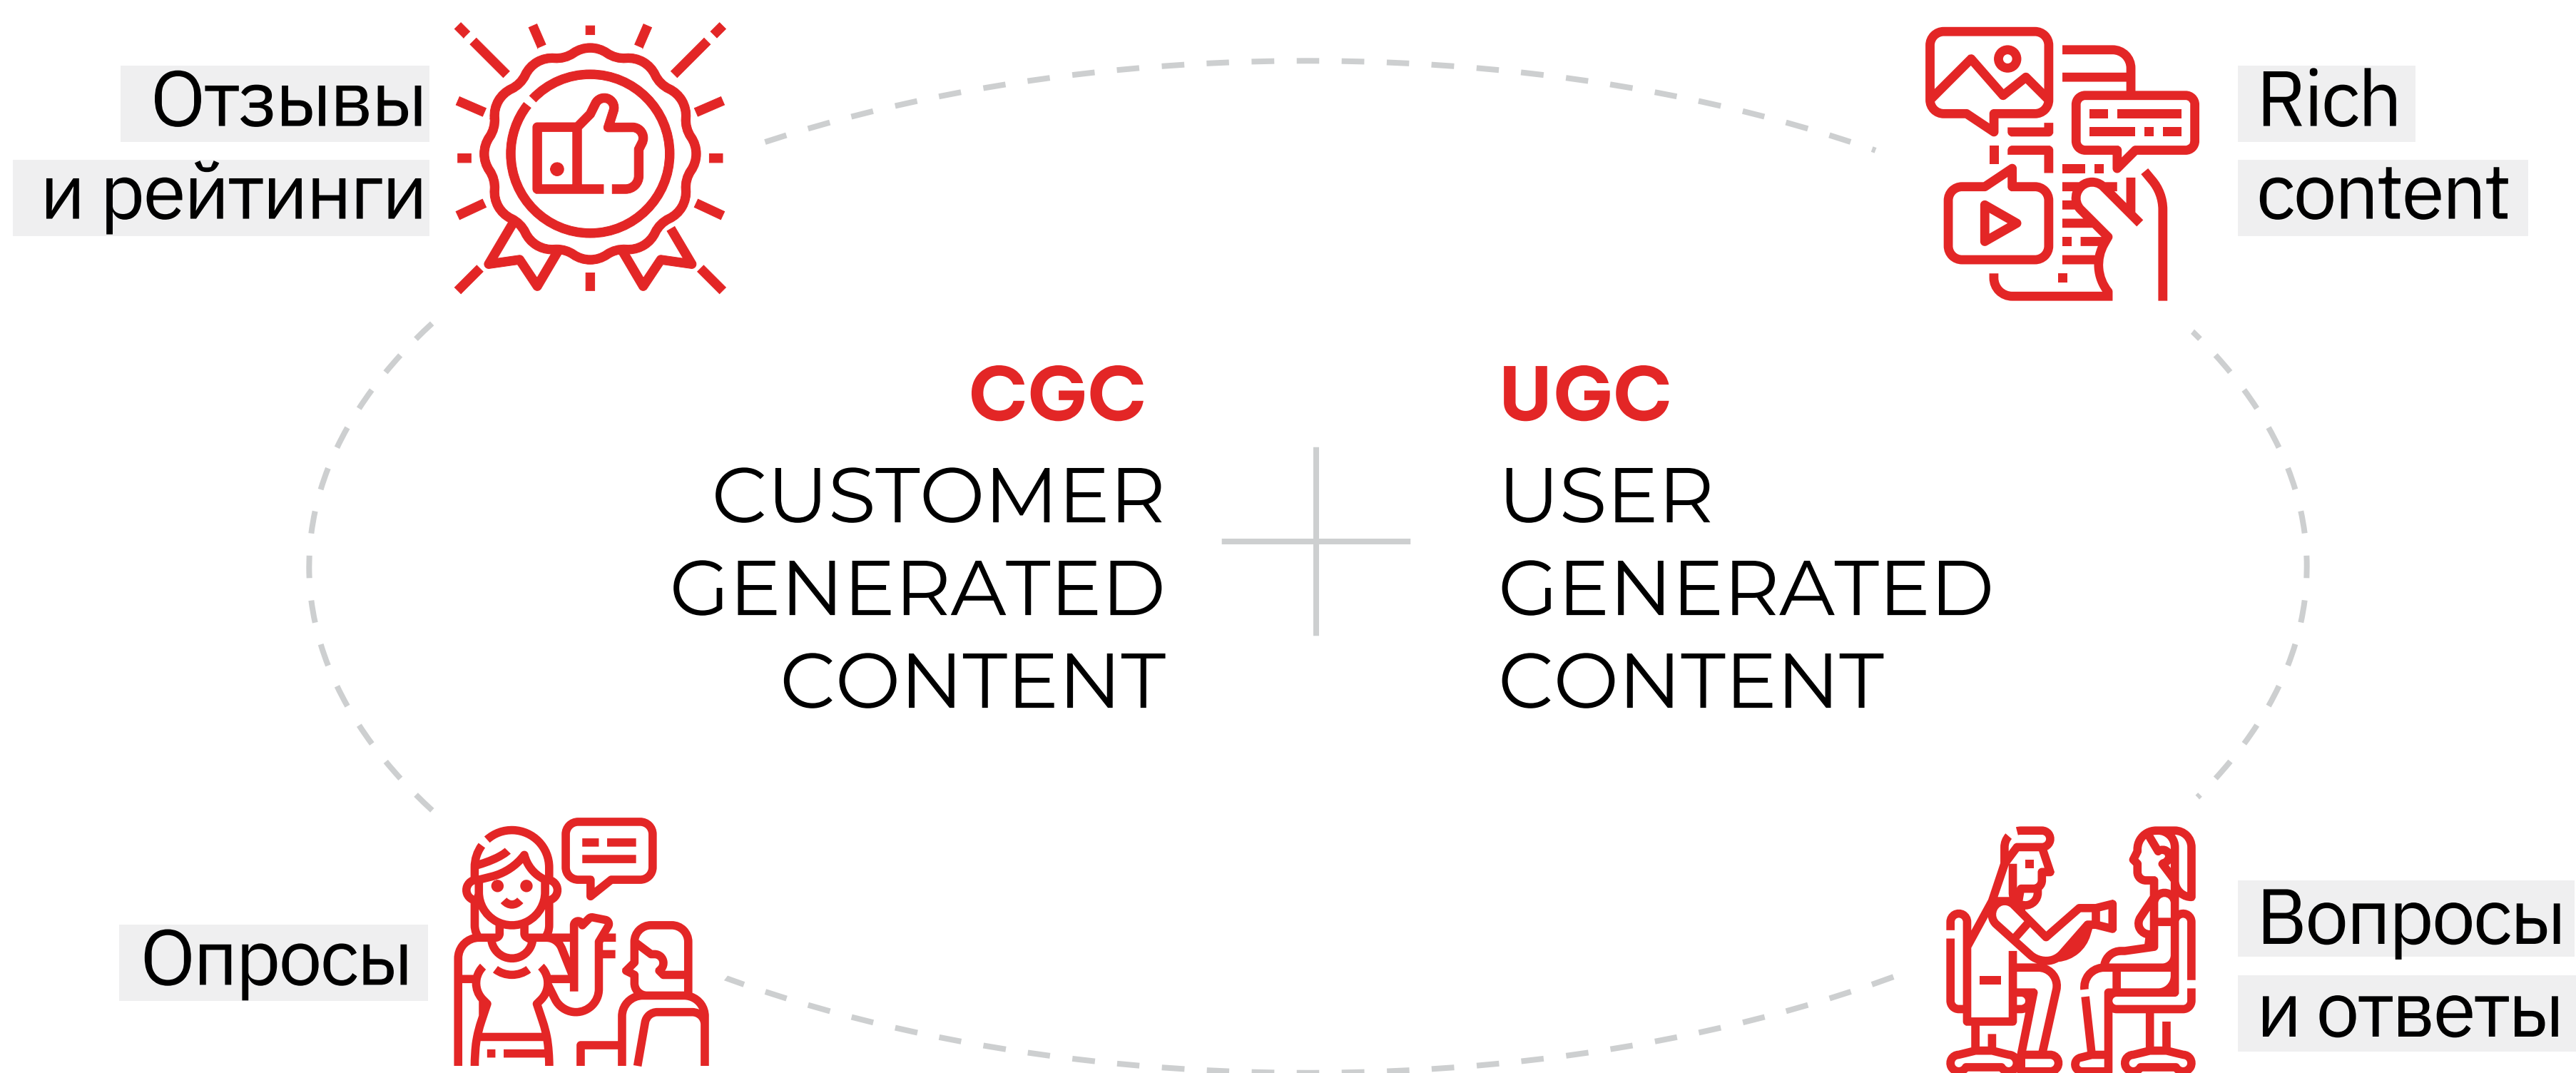 Отзывы
и рейтинги
Rich
content
CGC
CUSTOMER
GENERATED
CONTENT
UGC
USER
GENERATED
CONTENT
Опросы
Вопросы
и ответы